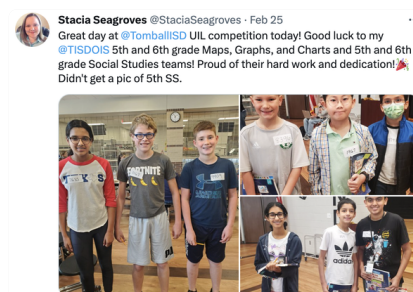 Stacia Seagroves @StaciaSeagroves · Feb 25
Great day at @TomballISD UIL competition today! Good luck to my
@TISDOIS 5th and 6th grade Maps, Graphs, and Charts and 5th and 6th
grade Social Studies teams! Proud of their hard work and dedication!🎉
Didn't get a pic of 5th SS.
FORTNITE
adidas